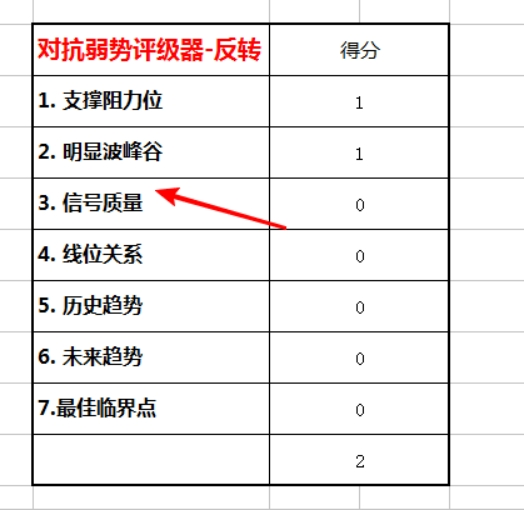 对抗弱势评级器-反转 得分
1. 支撑阻力位 1
2. 明显波峰谷 1
3. 信号质量 0
4. 线位关系 0
5. 历史趋势 0
6. 未来趋势 0
7.最佳临界点 0
2